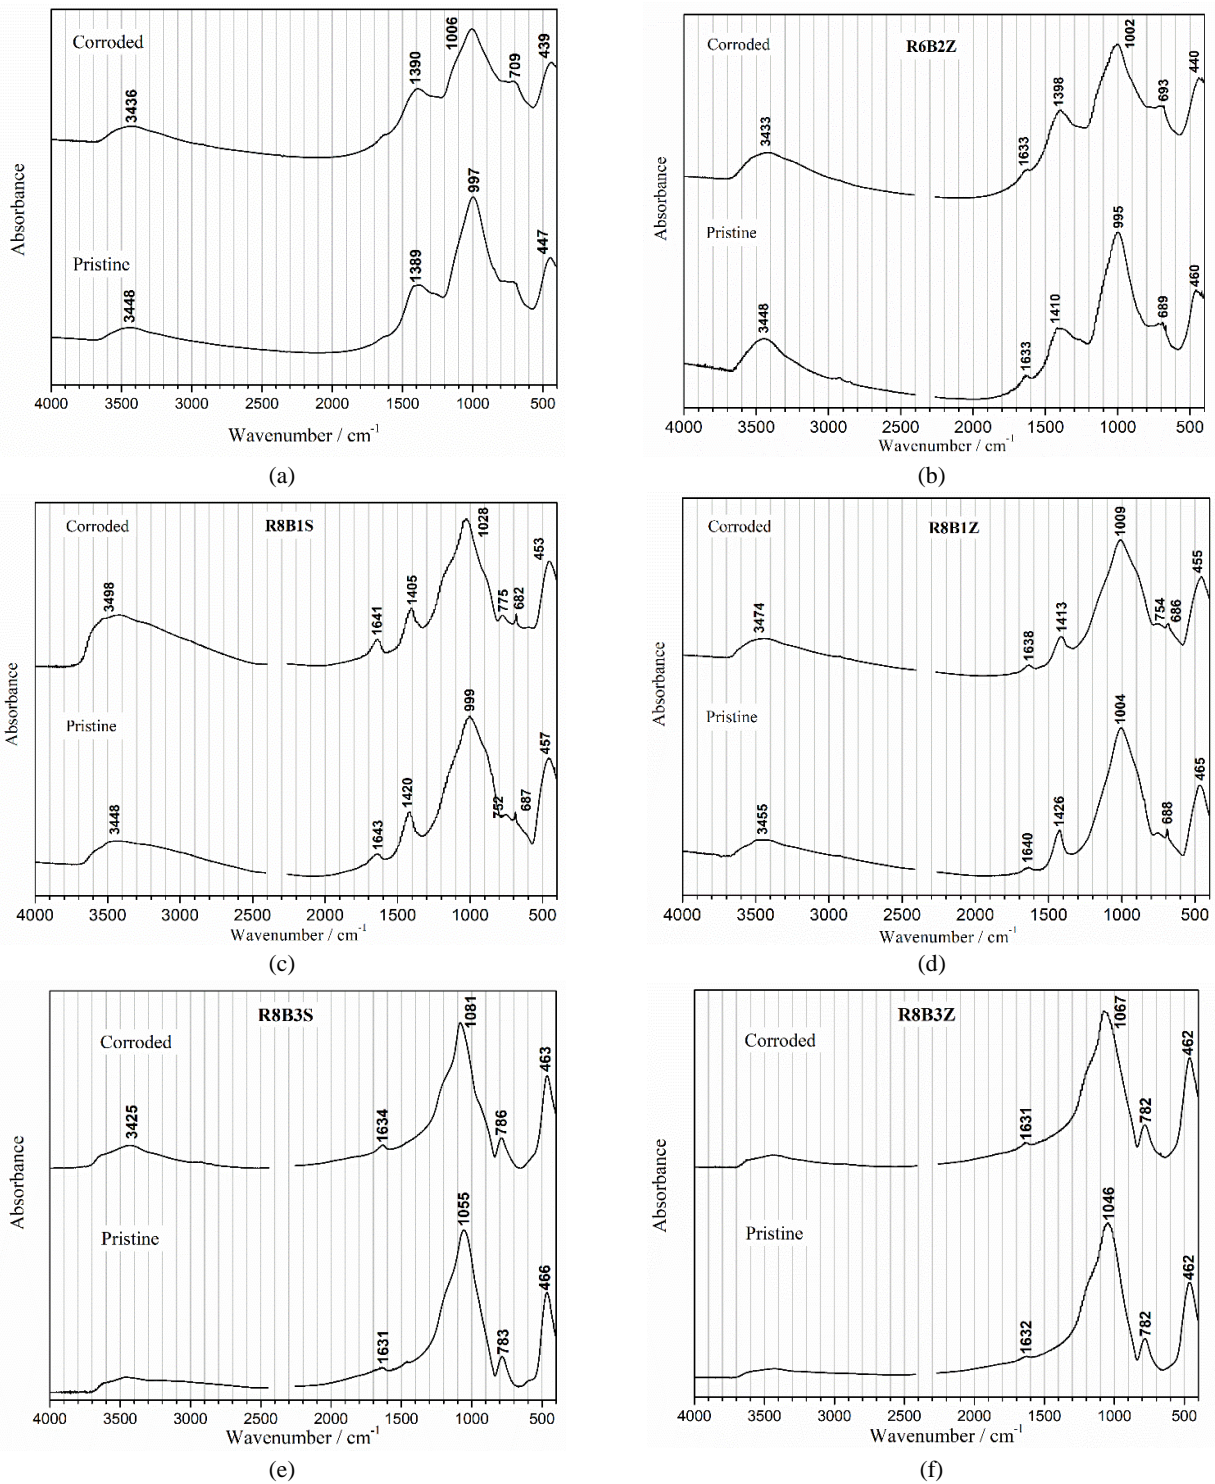 Corroded
3436
1390
1006
709
439
Pristine
3448
1389
997
447
Absorbance
4000 3000 2000 1500 1000 500
Wavenumber / cm-1
(a)
R6B2Z
Corroded
3433
1633
1398
1002
693
440
Pristine
3448
1633
1410
995
689
460
Absorbance
4000 3000 2500 2000 1500 1000 500
Wavenumber / cm-1
(b)
R8B1S
Corroded
3498
1641
1405
1028
775
682
453
Pristine
3448
1643
1420
999
752
687
457
Absorbance
4000 3500 3000 2500 2000 1500 1000 500
Wavenumber / cm-1
(c)
R8B1Z
Corroded
3474
1638
1413
1009
754
686
455
Pristine
3455
1640
1426
1004
688
465
Absorbance
4000 3500 3000 2500 2000 1500 1000 500
Wavenumber / cm-1
(d)
R8B3S
Corroded
3425
1634
1081
786
463
Pristine
1631
1055
783
466
Absorbance
4000 3500 3000 2500 2000 1500 1000 500
Wavenumber / cm-1
(e)
R8B3Z
Corroded
1631
1067
782
462
Pristine
1632
1046
782
462
Absorbance
4000 3500 3000 2500 2000 1500 1000 500
Wavenumber / cm-1
(f)